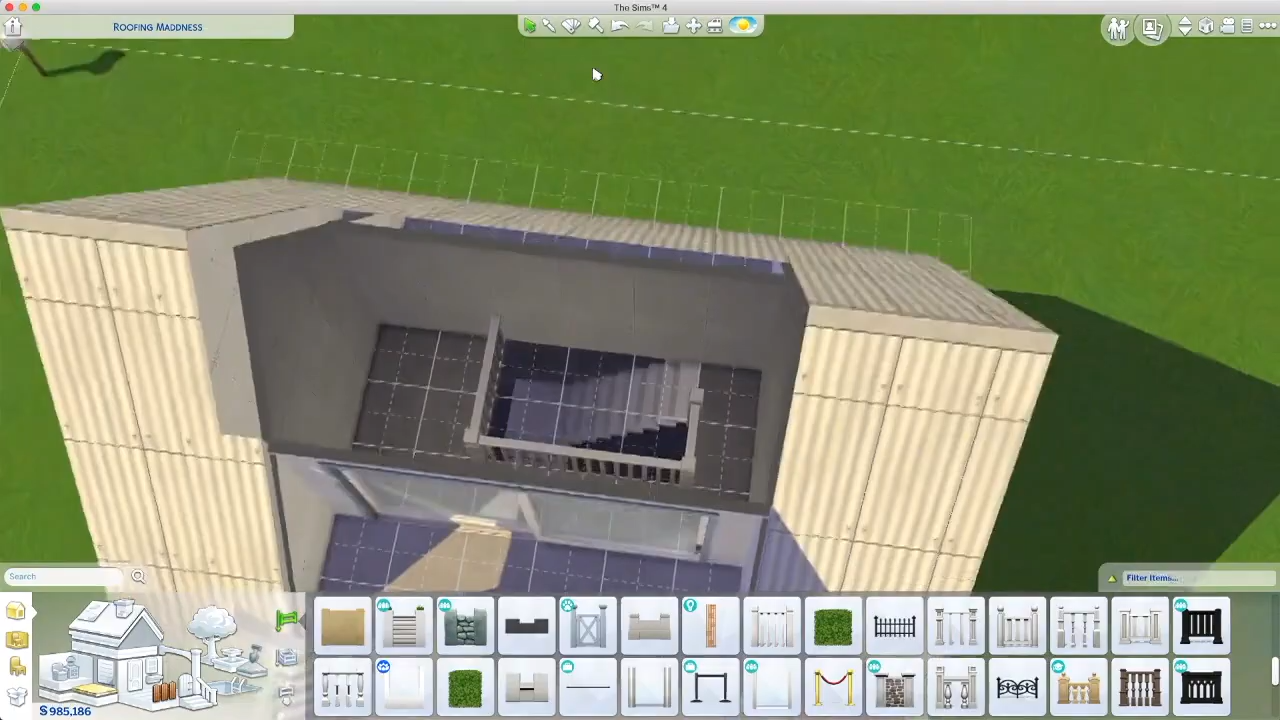 The Sims™ 4
Roofing Maddness
Search
Filter Items...
$985,186